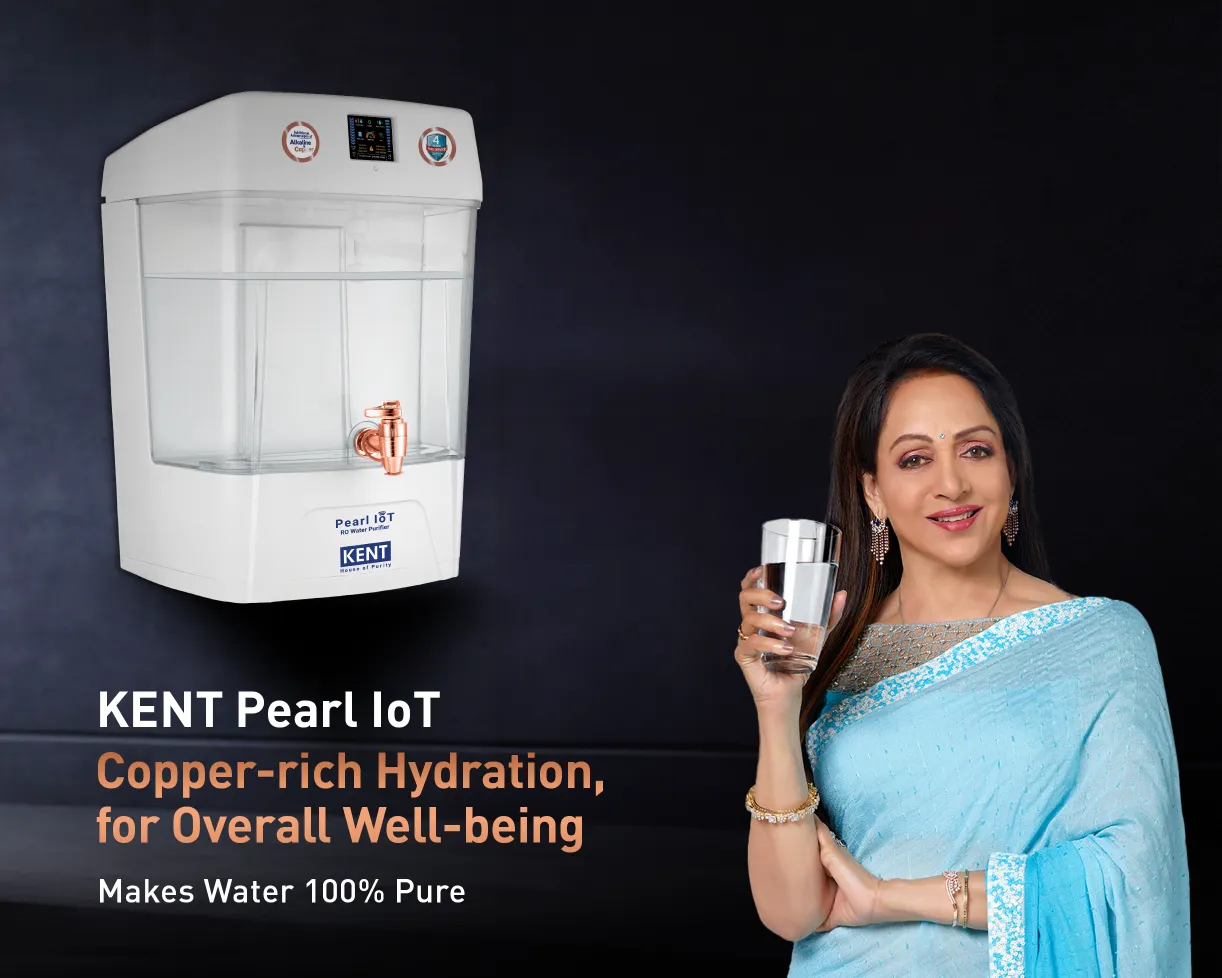 Alkaline
4
Pearl IoT
RO Water Purifier
KENT
House of Purity
KENT Pearl IoT
Copper-rich Hydration,
for Overall Well-being
Makes Water 100% Pure